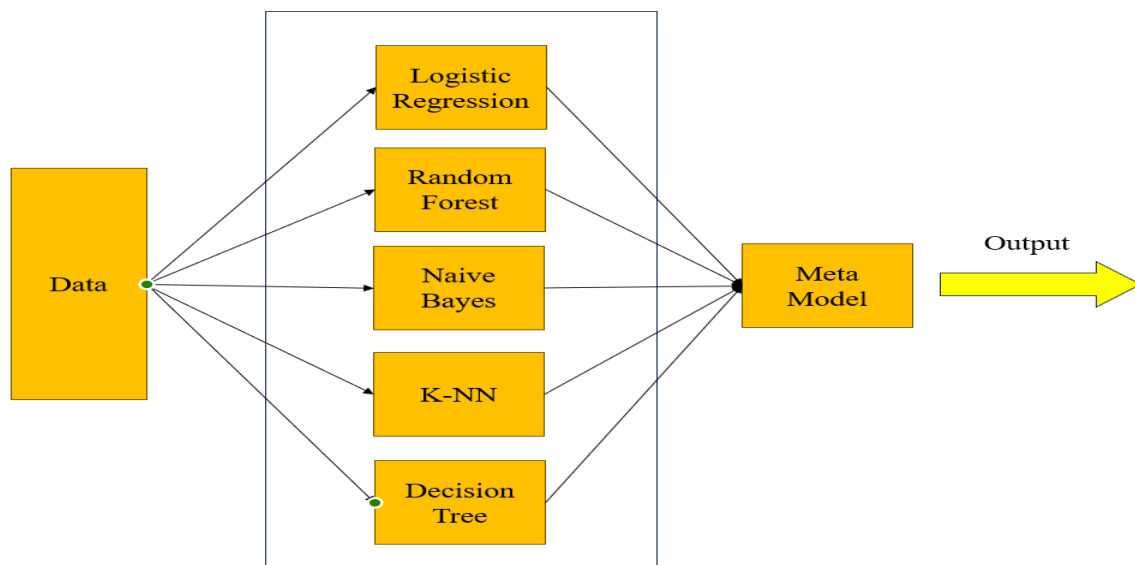 Data
Logistic
Regression
Random
Forest
Naive
Bayes
K-NN
Decision
Tree
Meta
Model
Output